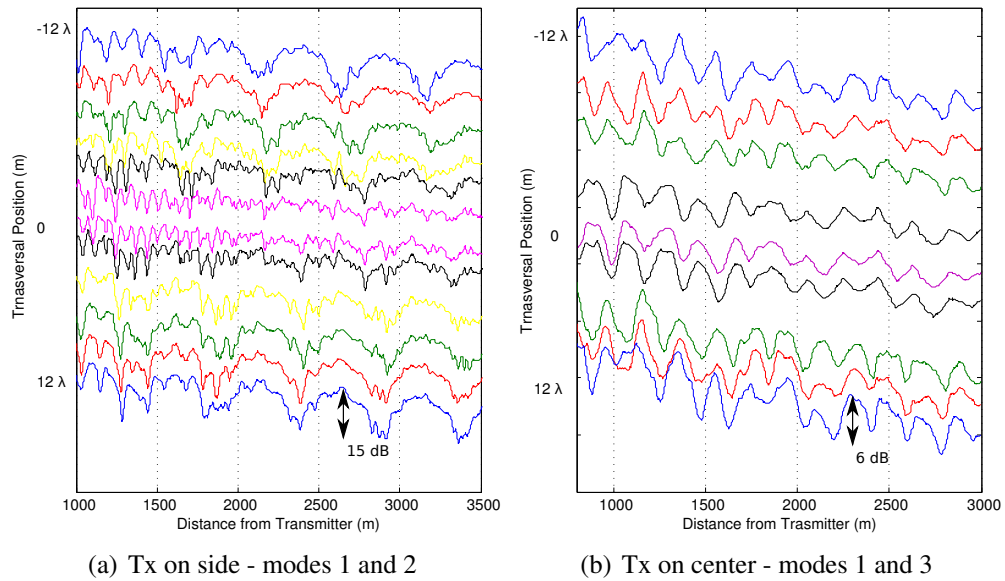 -12 λ
0
12 λ
Trnaversal Position (m)
15 dB
1000 1500 2000 2500 3000 3500
Distance from Transmitter (m)
(a) Tx on side - modes 1 and 2
-12 λ
0
12 λ
Trnasversal Position (m)
6 dB
1000 1500 2000 2500 3000
Distance from Trasmitter (m)
(b) Tx on center - modes 1 and 3